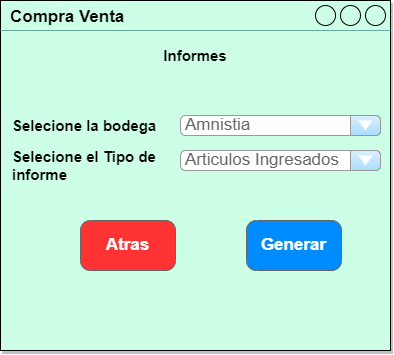 Compra Venta
Informes
Selecione la bodega
Amnistia
Selecione el Tipo de
informe
Articulos Ingresados
Atras
Generar